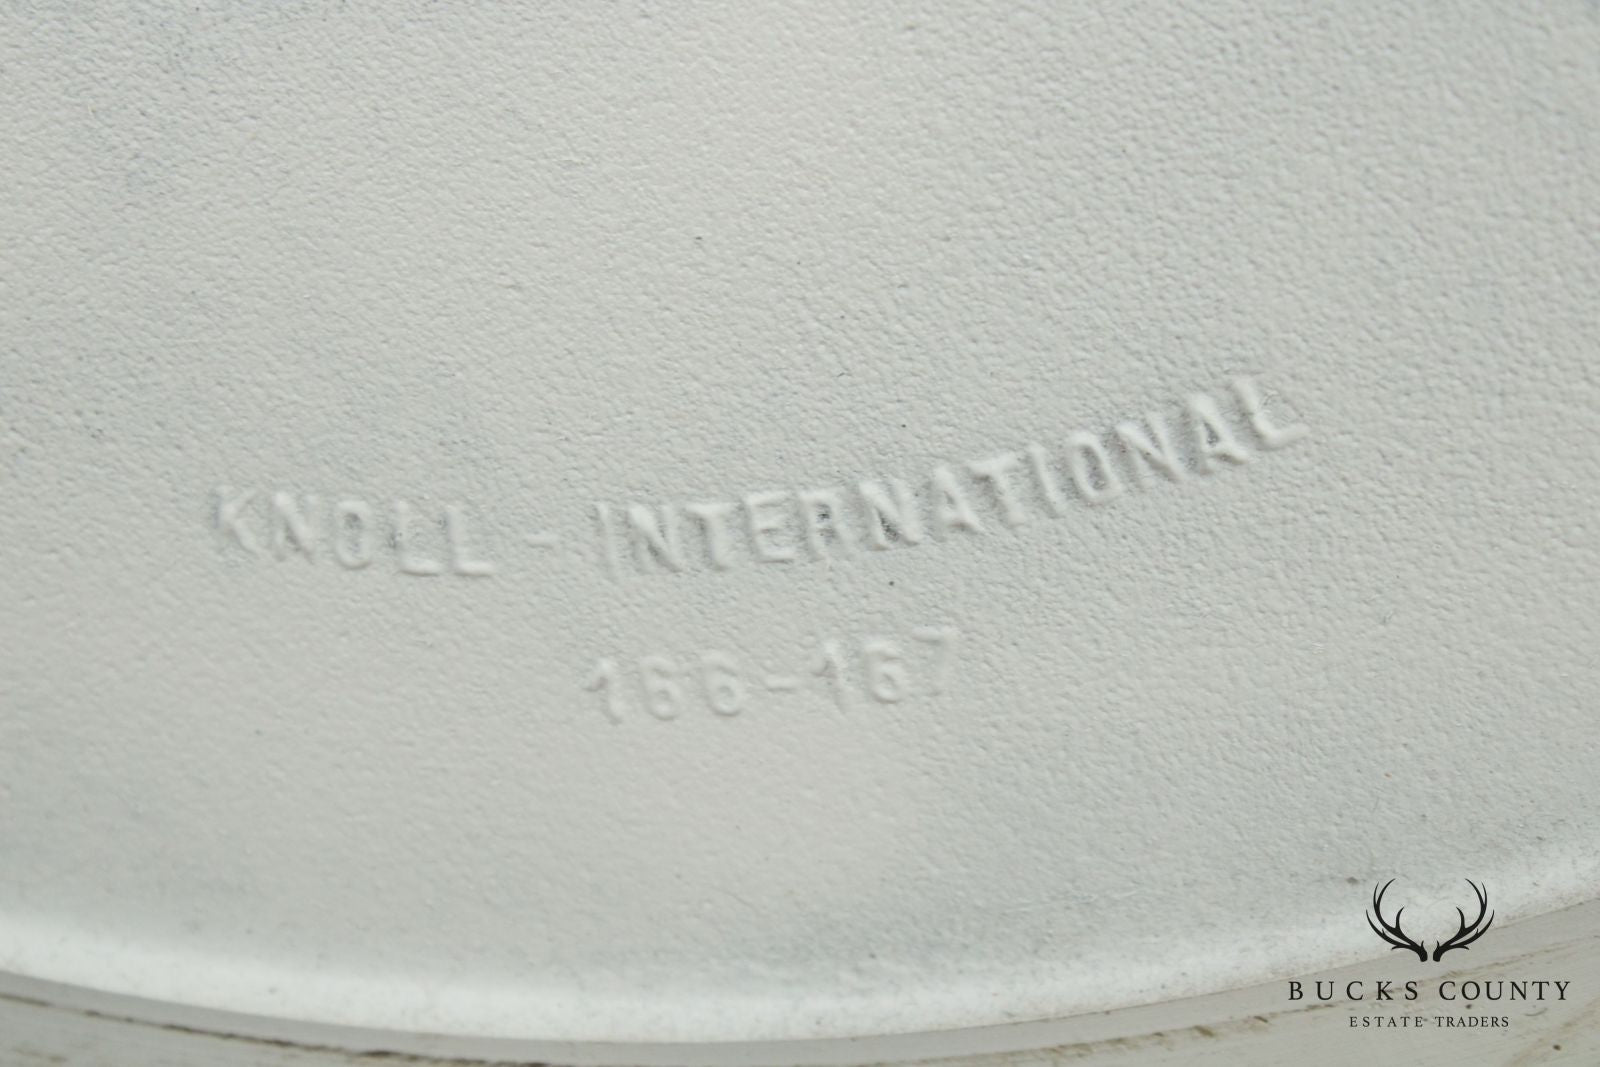 KNOLL - INTERNATIONAL
166-167
BUCKS COUNTY
ESTATE TRADERS